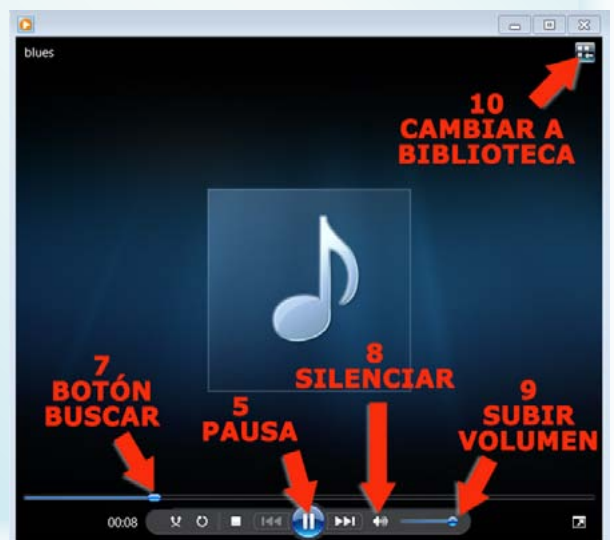 blues
10
CAMBIAR A
BIBLIOTECA
7
BOTÓN
BUSCAR
5
PAUSA
8
SILENCIAR
9
SUBIR
VOLUMEN
00:08